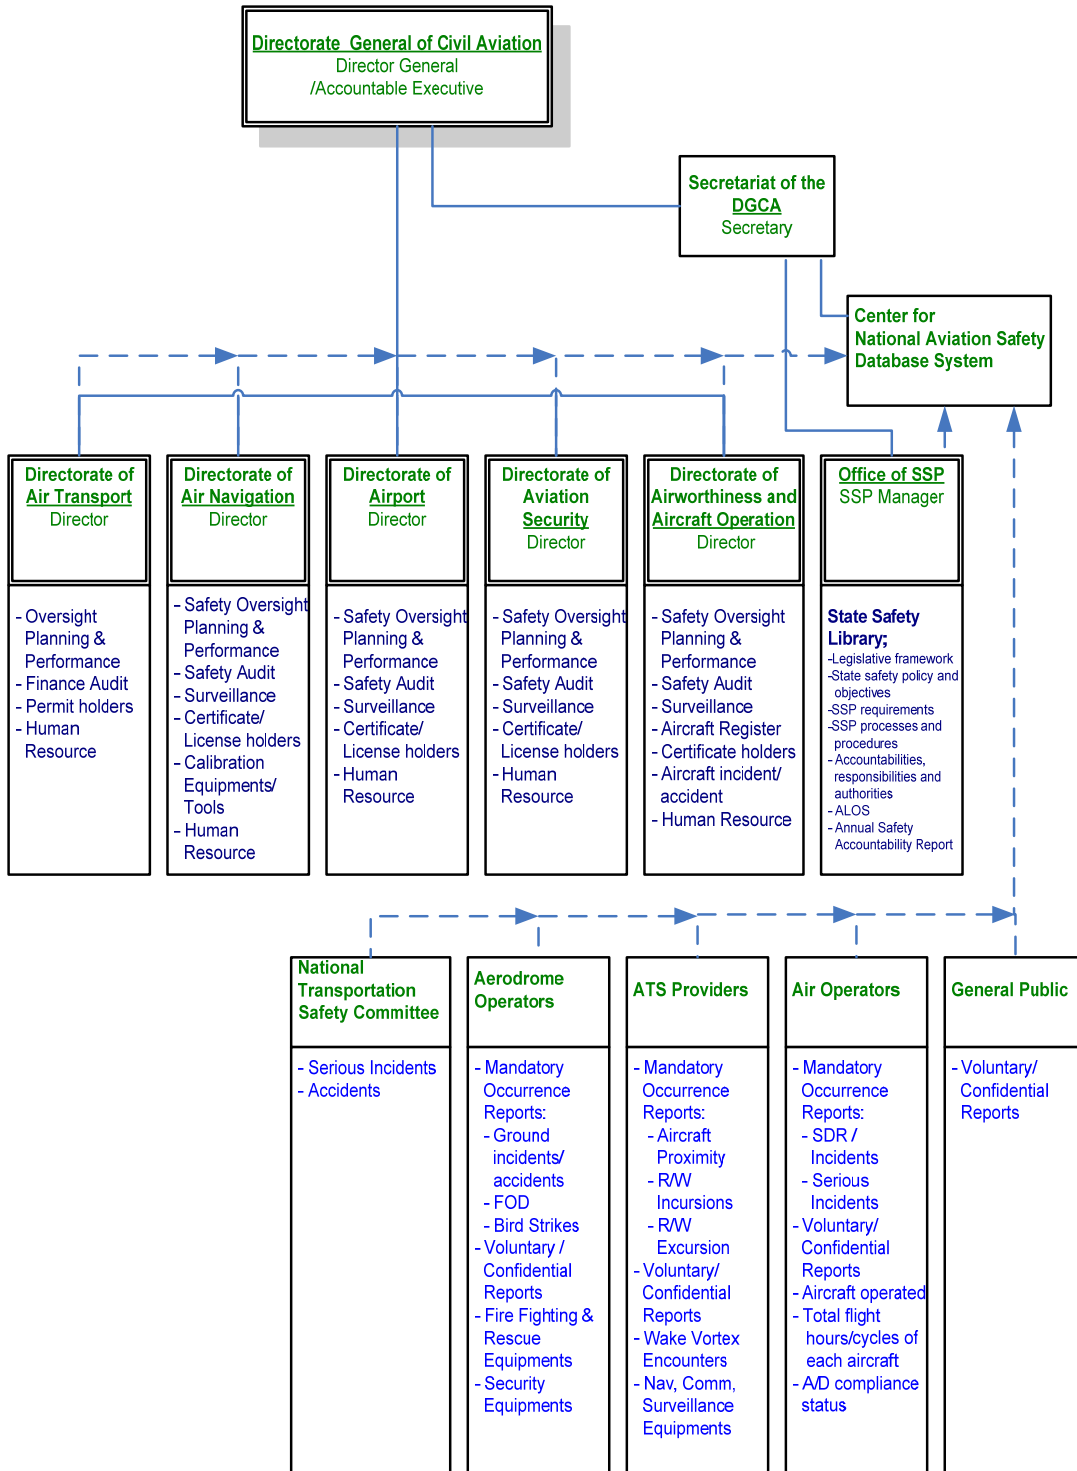 Directorate General of Civil Aviation
Director General
/Accountable Executive
Secretariat of the
DGCA
Secretary
Center for
National Aviation Safety
Database System
Directorate of
Air Transport
Director
- Oversight
Planning &
Performance
- Finance Audit
- Permit holders
- Human
Resource
Directorate of
Air Navigation
Director
- Safety Oversight
Planning &
Performance
- Safety Audit
- Surveillance
- Certificate/
License holders
- Calibration
Equipments/
Tools
- Human
Resource
Directorate of
Airport
Director
- Safety Oversight
Planning &
Performance
- Safety Audit
- Surveillance
- Certificate/
License holders
- Human
Resource
Directorate of
Aviation
Security
Director
- Safety Oversight
Planning &
Performance
- Safety Audit
- Surveillance
- Certificate/
License holders
- Human
Resource
Directorate of
Airworthiness and
Aircraft Operation
Director
- Safety Oversight
Planning &
Performance
- Safety Audit
- Surveillance
- Aircraft Register
- Certificate holders
- Aircraft incident/
accident
- Human Resource
Office of SSP
SSP Manager
State Safety
Library;
-Legislative framework
-State safety policy and
objectives
-SSP requirements
-SSP processes and
procedures
- Accountabilities,
responsibilities and
authorities
- ALOS
- Annual Safety
Accountability Report
National
Transportation
Safety Committee
- Serious Incidents
- Accidents
Aerodrome
Operators
- Mandatory
Occurrence
Reports:
- Ground
incidents/
accidents
- FOD
- Bird Strikes
- Voluntary /
Confidential
Reports
- Fire Fighting &
Rescue
Equipments
- Security
Equipments
ATS Providers
- Mandatory
Occurrence
Reports:
- Aircraft
Proximity
- R/W
Incursions
- R/W
Excursion
- Voluntary/
Confidential
Reports
- Wake Vortex
Encounters
- Nav, Comm,
Surveillance
Equipments
Air Operators
- Mandatory
Occurrence
Reports:
- SDR /
Incidents
- Serious
Incidents
- Voluntary/
Confidential
Reports
- Aircraft operated
- Total flight
hours/cycles of
each aircraft
- A/D compliance
status
General Public
- Voluntary/
Confidential
Reports